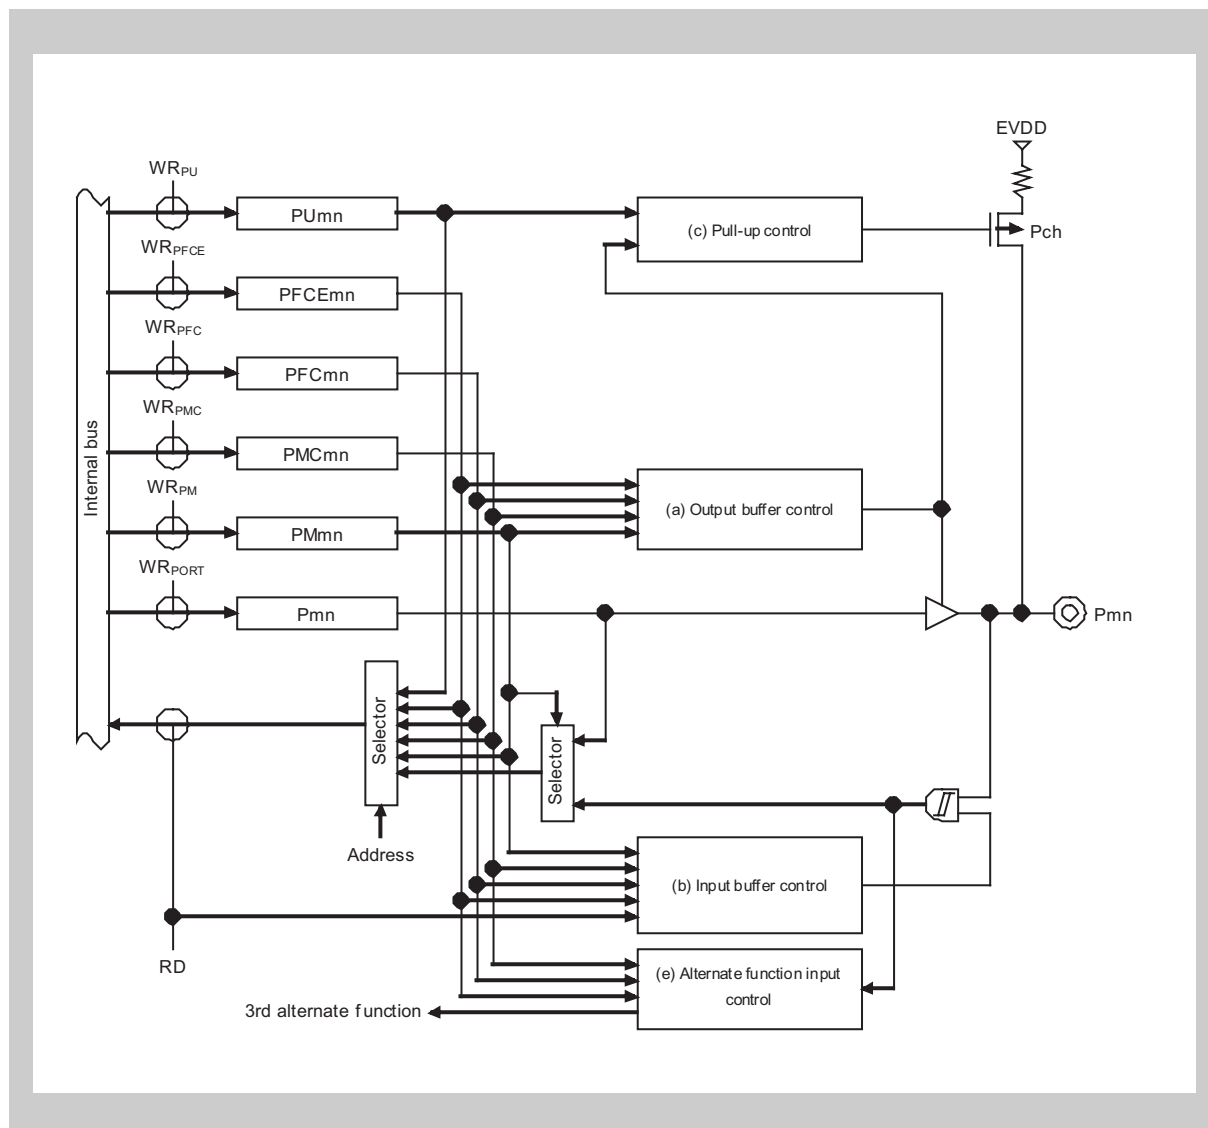 EVDD
WRPU
PUmn
(c) Pull-up control
Pch
WRPFCE
PFCEmn
WRPFC
PFCmn
WRPMC
PMCmn
Internal bus
WRPM
PMmn
(a) Output buffer control
WRPORT
Pmn
Pmn
Selector
Selector
Address
(b) Input buffer control
RD
(e) Alternate function input
control
3rd alternate function